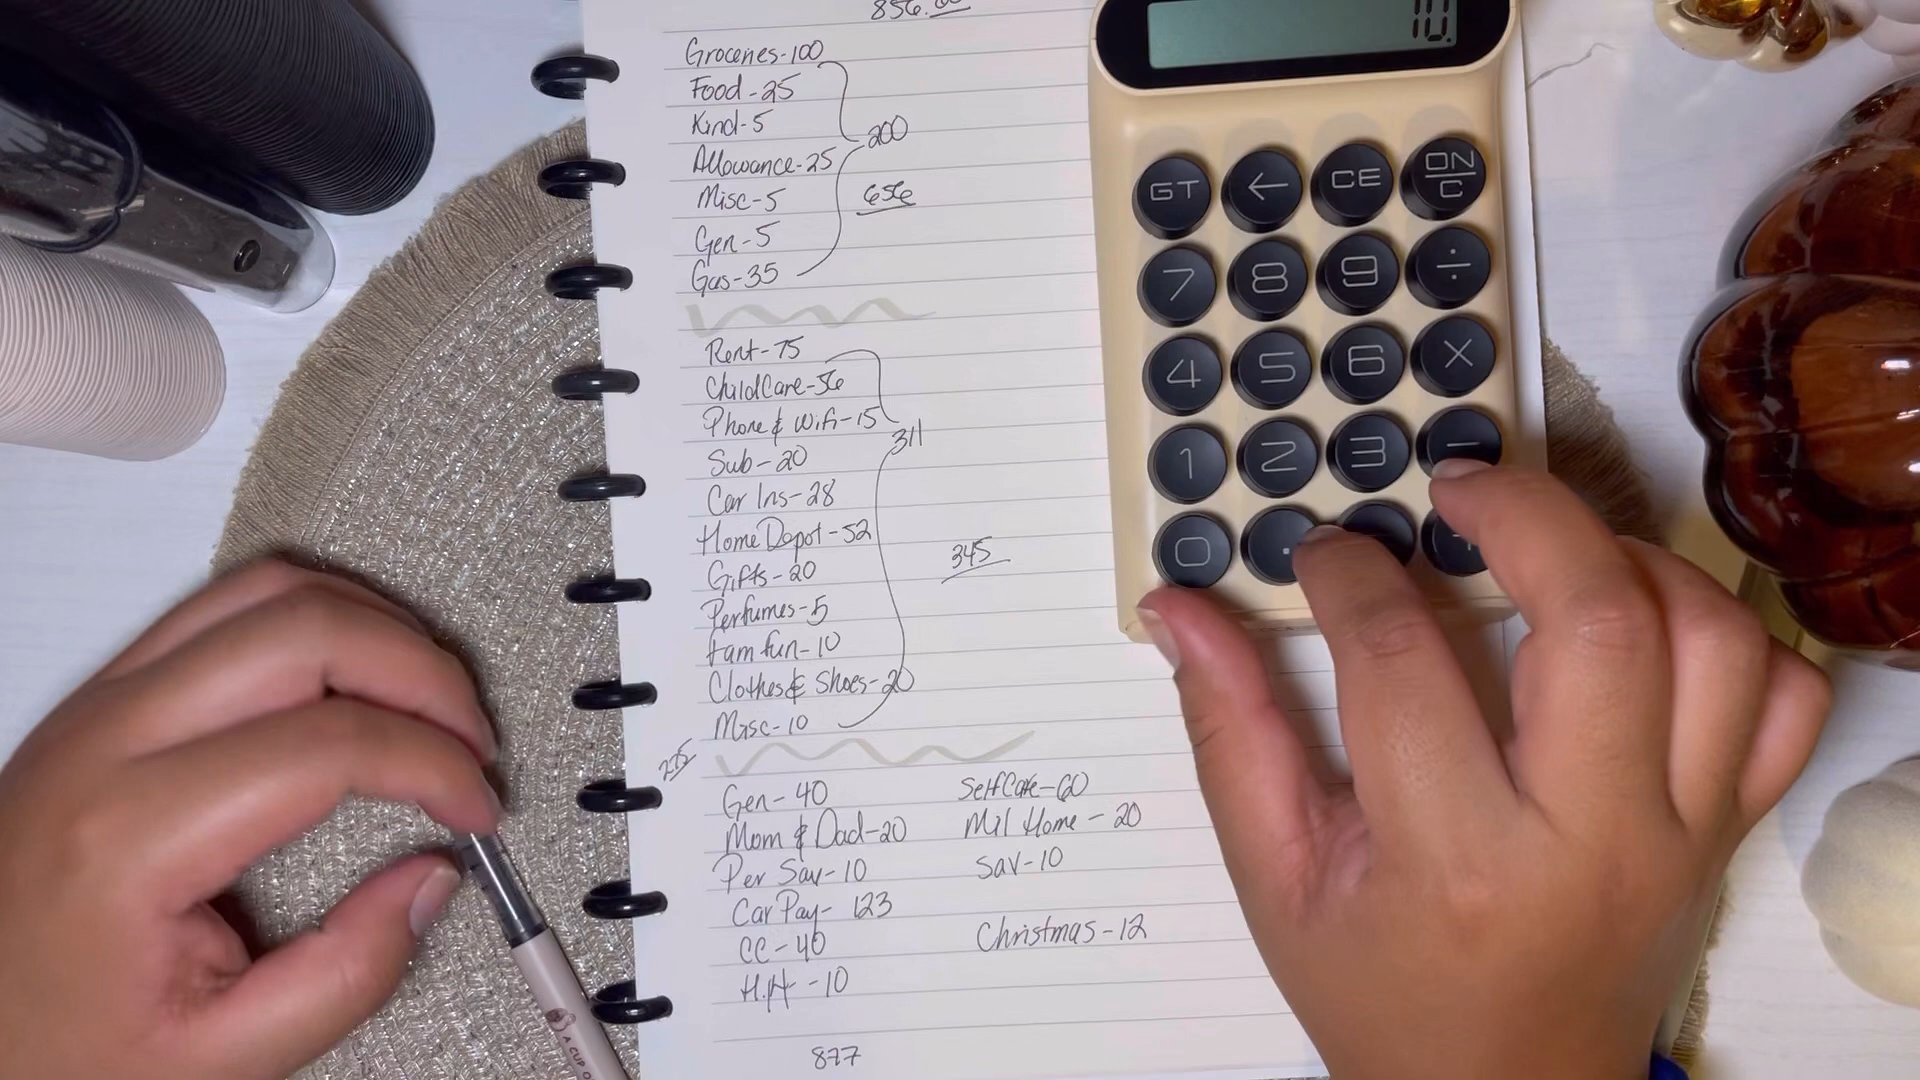 856.00
Groceries-100
Food-25
Kind-5
Allowance-25
Misc-5
Gen-5
Gas-35
200
656
Rent-75
ChildCare-56
Phone & Wifi-15
Sub-20
Car Ins-28
Home Depot-52
Gifts-20
Perfumes-5
Fam fun-10
Clothes & Shoes-20
Misc-10
311
345
Gen-40
Mom & Dad-20
Per Sav-10
Car Pay-123
CC-40
H.H-10
SelfCare-60
Mil Home-20
Sav-10
Christmas-12
877
10.
GT ← CE ON/C
7 8 9 ÷
4 5 6 X
1 2 3 -
0 .
A CUP O